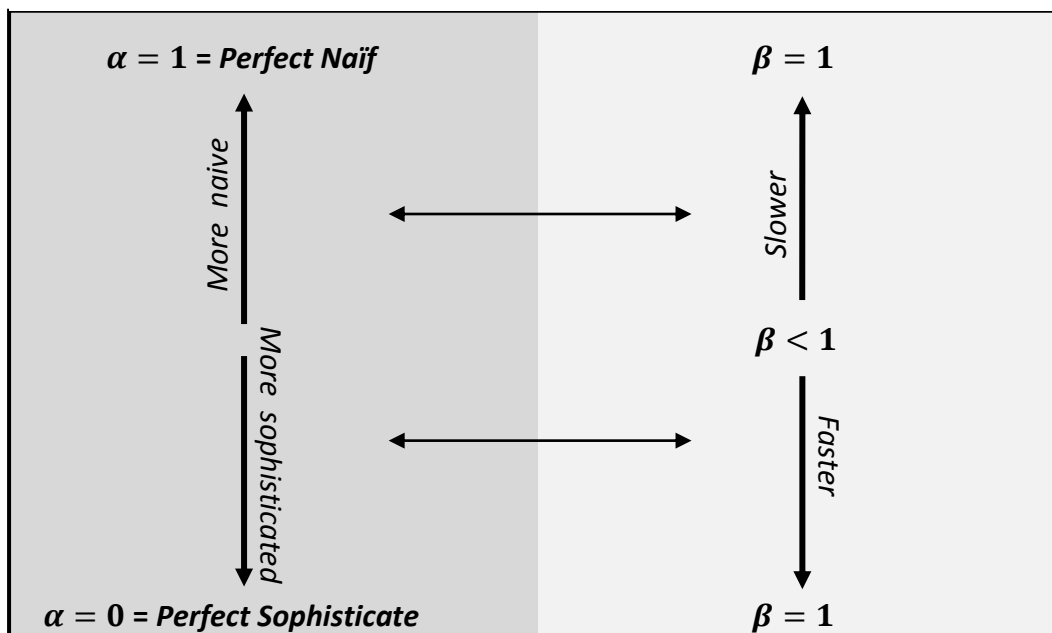 α = 1 = Perfect Naïf
β = 1
More naive
Slower
β < 1
More sophisticated
Faster
α = 0 = Perfect Sophisticate
β = 1